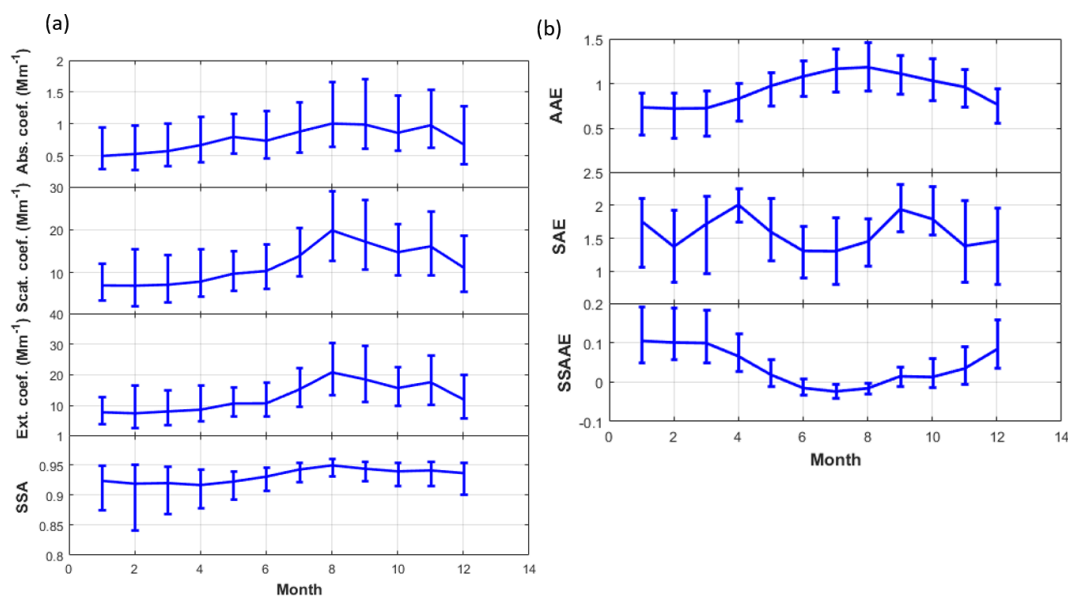 (a)
Abs. coef. (Mm⁻¹)
1.5
1
0.5
30
Scat. coef. (Mm⁻¹)
20
10
40
Ext. coef. (Mm⁻¹)
30
20
10
1
SSA
0.95
0.9
0.85
0.8
0 2 4 6 8 10 12 14
Month
(b)
1.5
AAE
1
0.5
2.5
SAE
2
1.5
1
0.2
SSAAE
0.1
0
-0.1
0 2 4 6 8 10 12 14
Month